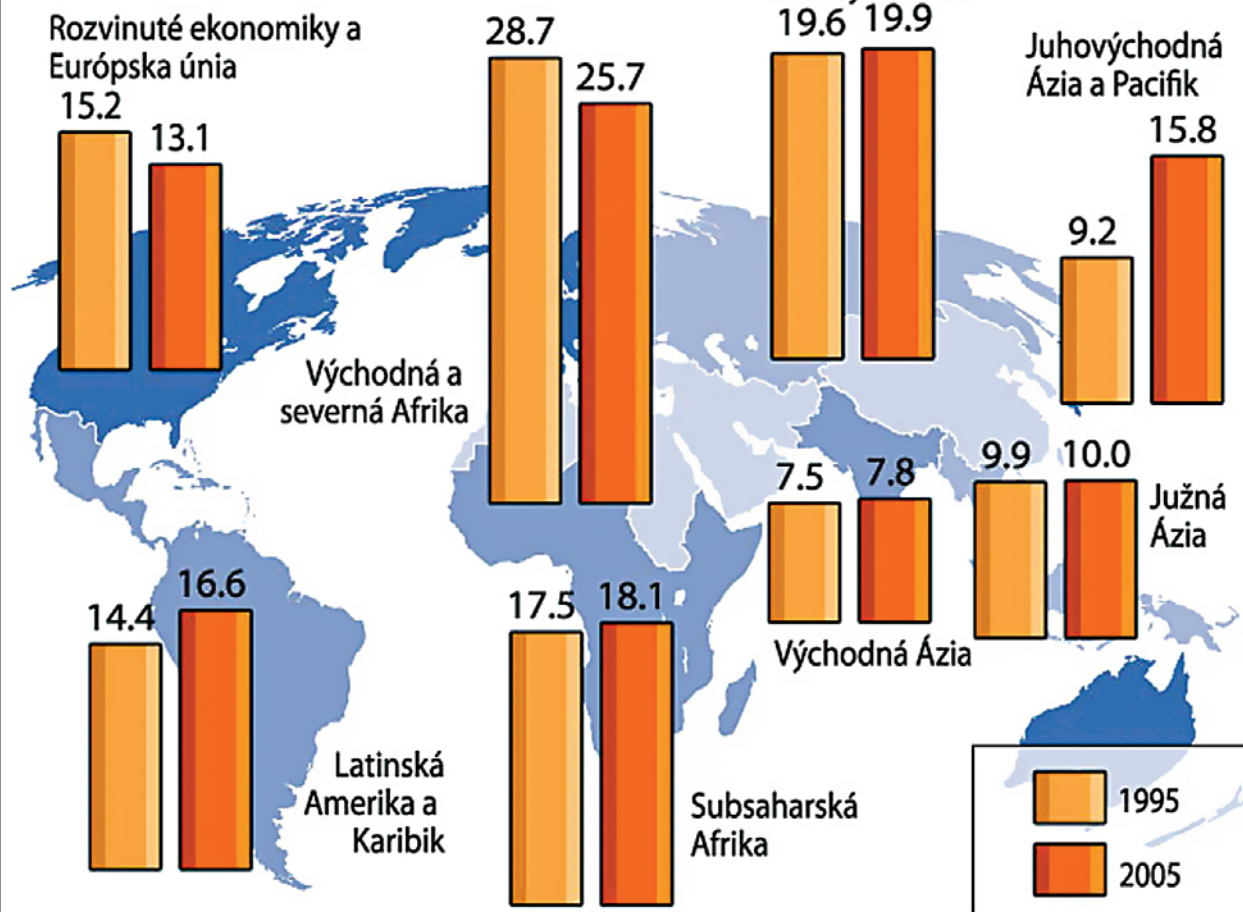 Rozvinuté ekonomiky a
Európska únia
15.2
13.1
28.7
25.7
Východná a
severná Afrika
19.6
19.9
Juhovýchodná
Ázia a Pacifik
9.2
15.8
7.5
7.8
Východná Ázia
9.9
10.0
Južná
Ázia
14.4
16.6
Latinská
Amerika a
Karibik
17.5
18.1
Subsaharská
Afrika
1995
2005